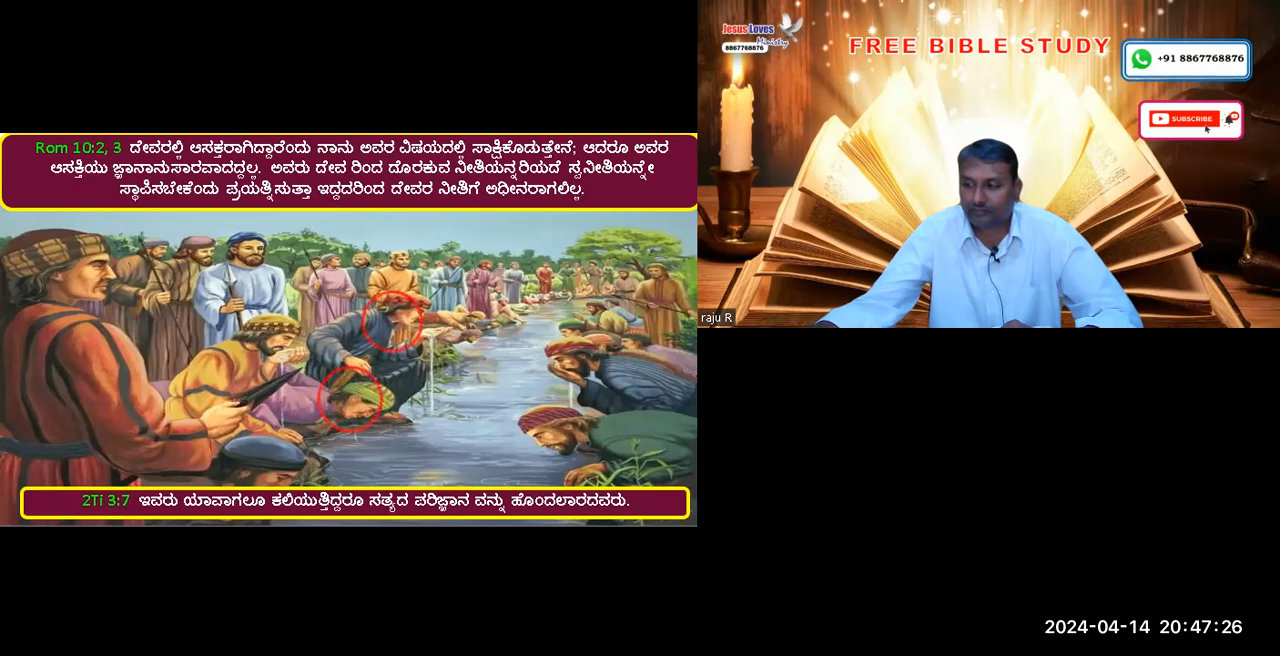 Rom 10:2, 3 ದೇವರಲ್ಲಿ ಆಸಕ್ತರಾಗಿದ್ದಾರೆಂದು ನಾನು ಅವರ ವಿಷಯದಲ್ಲಿ ಸಾಕ್ಷಿಕೊಡುತ್ತೇನೆ; ಆದರೂ ಅವರ
ಆಸಕ್ತಿಯು ಜ್ಞಾನಾನುಸಾರವಾದದ್ದಲ್ಲ. ಅವರು ದೇವ ರಿಂದ ದೊರಕುವ ನೀತಿಯನ್ನರಿಯದೆ ಸ್ವನೀತಿಯನ್ನೇ
ಸ್ಥಾಪಿಸಬೇಕೆಂದು ಪ್ರಯತ್ನಿಸುತ್ತಾ ಇದ್ದದರಿಂದ ದೇವರ ನೀತಿಗೆ ಅಧೀನರಾಗಲಿಲ್ಲ.
2Ti 3:7 ಇವರು ಯಾವಾಗಲೂ ಕಲಿಯುತ್ತಿದ್ದರೂ ಸತ್ಯದ ಪರಿಜ್ಞಾನ ವನ್ನು ಹೊಂದಲಾರದವರು.
Jesus Loves
Ministry
8867768876
FREE BIBLE STUDY
+91 8867768876
SUBSCRIBE
raju R
2024-04-14 20:47:26